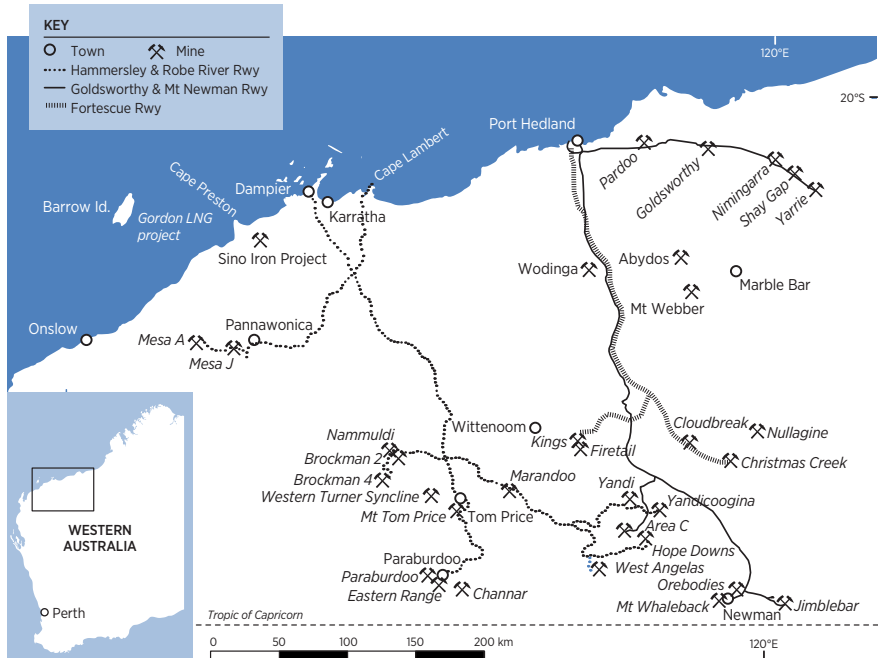 KEY
Town
Mine
Hammersley & Robe River Rwy
Goldsworthy & Mt Newman Rwy
Fortescue Rwy
120°E
20°S
Port Hedland
Cape Lambert
Cape Preston
Dampier
Karratha
Barrow Id.
Gordon LNG
project
Sino Iron Project
Pardoo
Goldsworthy
Nimingarra
Shay Gap
Yarrie
Wodinga
Abydos
Marble Bar
Mt Webber
Onslow
Pannawonica
Mesa A
Mesa J
Wittenoom
Kings
Firetail
Cloudbreak
Nullagine
Christmas Creek
Nammuldi
Brockman 2
Brockman 4
Western Turner Syncline
Marandoo
Mt Tom Price
Tom Price
Yandi
Yandicoogina
Area C
Hope Downs
West Angelas
Paraburdoo
Paraburdoo
Eastern Range
Channar
Orebodies
Mt Whaleback
Newman
Jimblebar
WESTERN
AUSTRALIA
Perth
Tropic of Capricorn
0
50
100
150
200 km
120°E